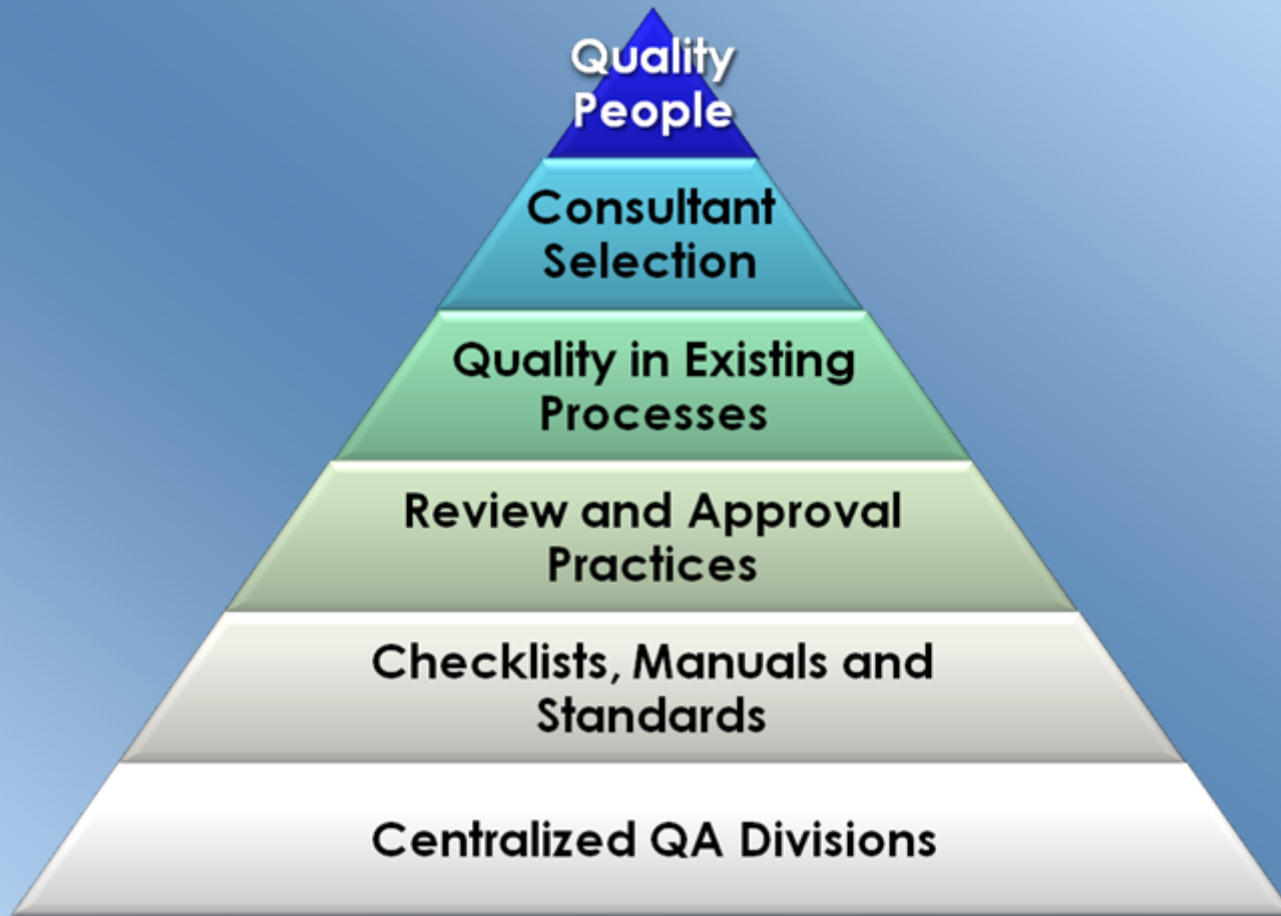 Quality
People
Consultant
Selection
Quality in Existing
Processes
Review and Approval
Practices
Checklists, Manuals and
Standards
Centralized QA Divisions